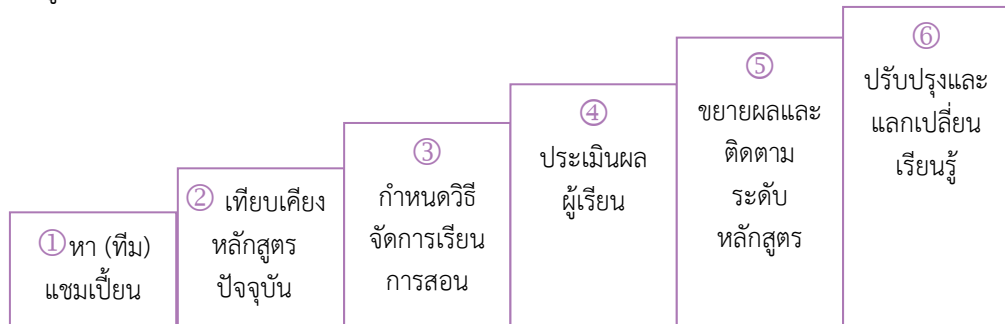 ① หา (ทีม)
แชมเปี้ยน
② เทียบเคียง
หลักสูตร
ปัจจุบัน
③
กำหนดวิธี
จัดการเรียน
การสอน
④
ประเมินผล
ผู้เรียน
⑤
ขยายผลและ
ติดตาม
ระดับ
หลักสูตร
⑥
ปรับปรุงและ
แลกเปลี่ยน
เรียนรู้